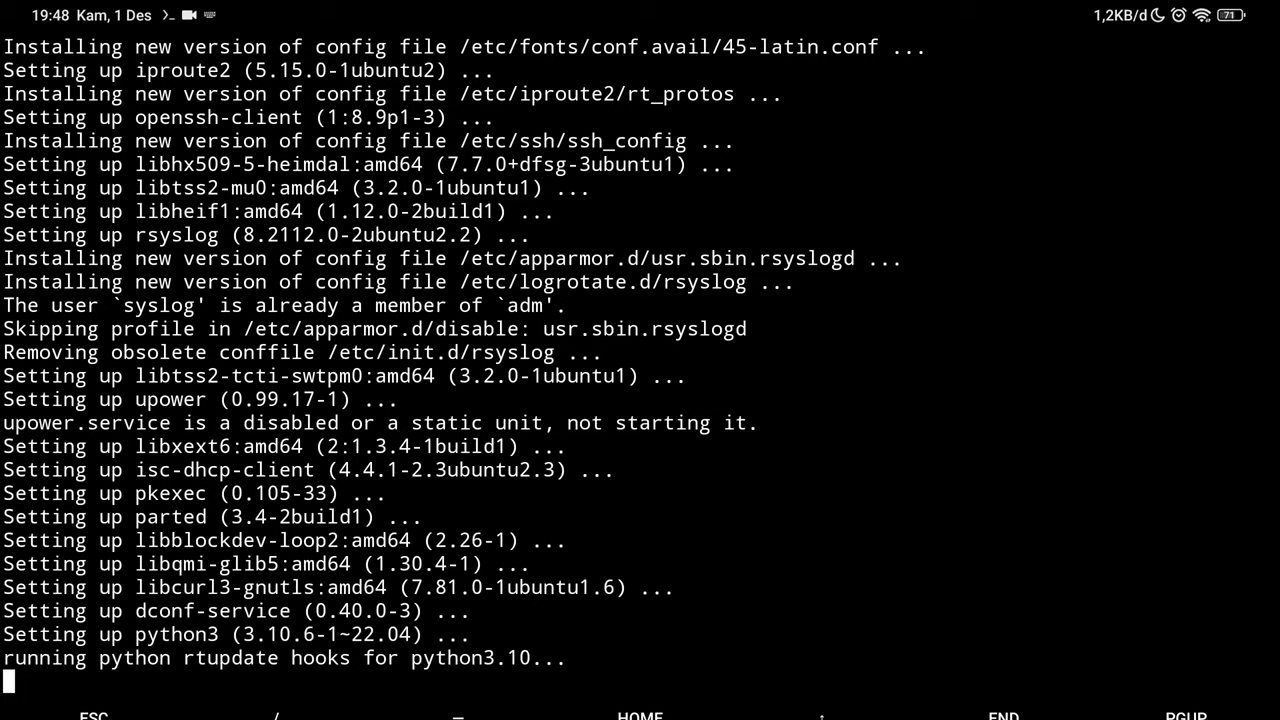 19:48 Kam, 1 Des
1,2KB/d
71
Installing new version of config file /etc/fonts/conf.avail/45-latin.conf ...
Setting up iproute2 (5.15.0-1ubuntu2) ...
Installing new version of config file /etc/iproute2/rt_protos ...
Setting up openssh-client (1:8.9p1-3) ...
Installing new version of config file /etc/ssh/ssh_config ...
Setting up libhx509-5-heimdal:amd64 (7.7.0+dfsg-3ubuntu1) ...
Setting up libtss2-mu0:amd64 (3.2.0-1ubuntu1) ...
Setting up libheif1:amd64 (1.12.0-2build1) ...
Setting up rsyslog (8.2112.0-2ubuntu2.2) ...
Installing new version of config file /etc/apparmor.d/usr.sbin.rsyslogd ...
Installing new version of config file /etc/logrotate.d/rsyslog ...
The user `syslog' is already a member of `adm'.
Skipping profile in /etc/apparmor.d/disable: usr.sbin.rsyslogd
Removing obsolete conffile /etc/init.d/rsyslog ...
Setting up libtss2-tcti-swtpm0:amd64 (3.2.0-1ubuntu1) ...
Setting up upower (0.99.17-1) ...
upower.service is a disabled or a static unit, not starting it.
Setting up libxext6:amd64 (2:1.3.4-1build1) ...
Setting up isc-dhcp-client (4.4.1-2.3ubuntu2.3) ...
Setting up pkexec (0.105-33) ...
Setting up parted (3.4-2build1) ...
Setting up libblockdev-loop2:amd64 (2.26-1) ...
Setting up libqmi-glib5:amd64 (1.30.4-1) ...
Setting up libcurl3-gnutls:amd64 (7.81.0-1ubuntu1.6) ...
Setting up dconf-service (0.40.0-3) ...
Setting up python3 (3.10.6-1~22.04) ...
running python rtupdate hooks for python3.10...
ESC / — HOME ↑ END PGUP